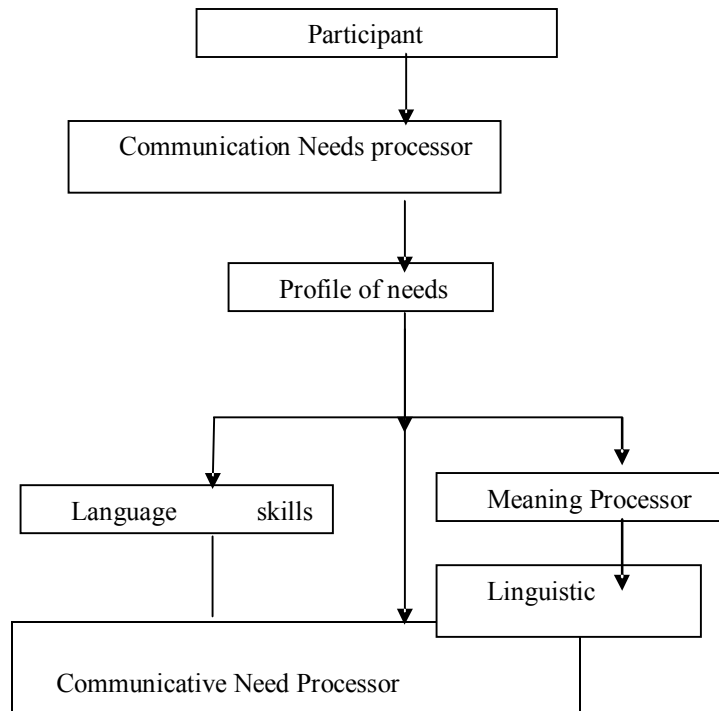 Participant
Communication Needs processor
Profile of needs
Language skills
Meaning Processor
Linguistic
Communicative Need Processor